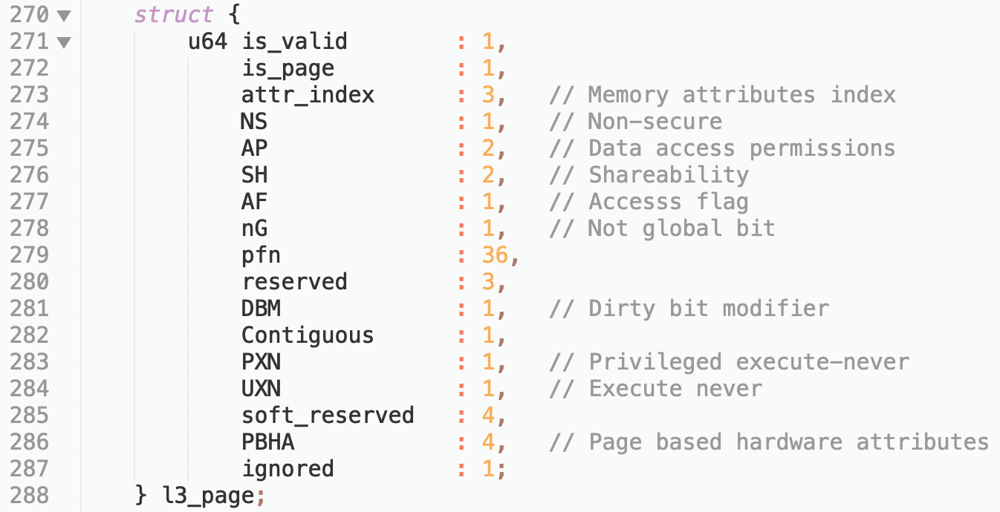 270 ▼ struct {
271 ▼ u64 is_valid : 1,
272 is_page : 1,
273 attr_index : 3, // Memory attributes index
274 NS : 1, // Non-secure
275 AP : 2, // Data access permissions
276 SH : 2, // Shareability
277 AF : 1, // Accesss flag
278 nG : 1, // Not global bit
279 pfn : 36,
280 reserved : 3,
281 DBM : 1, // Dirty bit modifier
282 Contiguous : 1,
283 PXN : 1, // Privileged execute-never
284 UXN : 1, // Execute never
285 soft_reserved : 4,
286 PBHA : 4, // Page based hardware attributes
287 ignored : 1;
288 } l3_page;